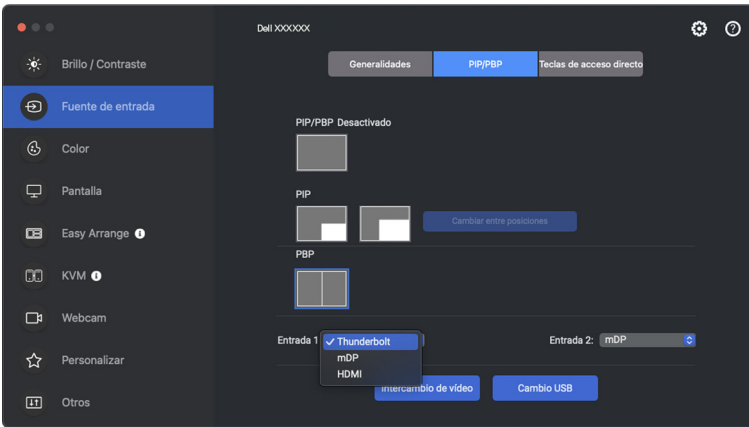 Dell XXXXXX
Brillo / Contraste
Fuente de entrada
Color
Pantalla
Easy Arrange
KVM
Webcam
Personalizar
Otros
Generalidades
PIP/PBP
Teclas de acceso directo
PIP/PBP Desactivado
PIP
Cambiar entre posiciones
PBP
Entrada 1
Thunderbolt
mDP
HDMI
Entrada 2: mDP
Intercambio de vídeo
Cambio USB